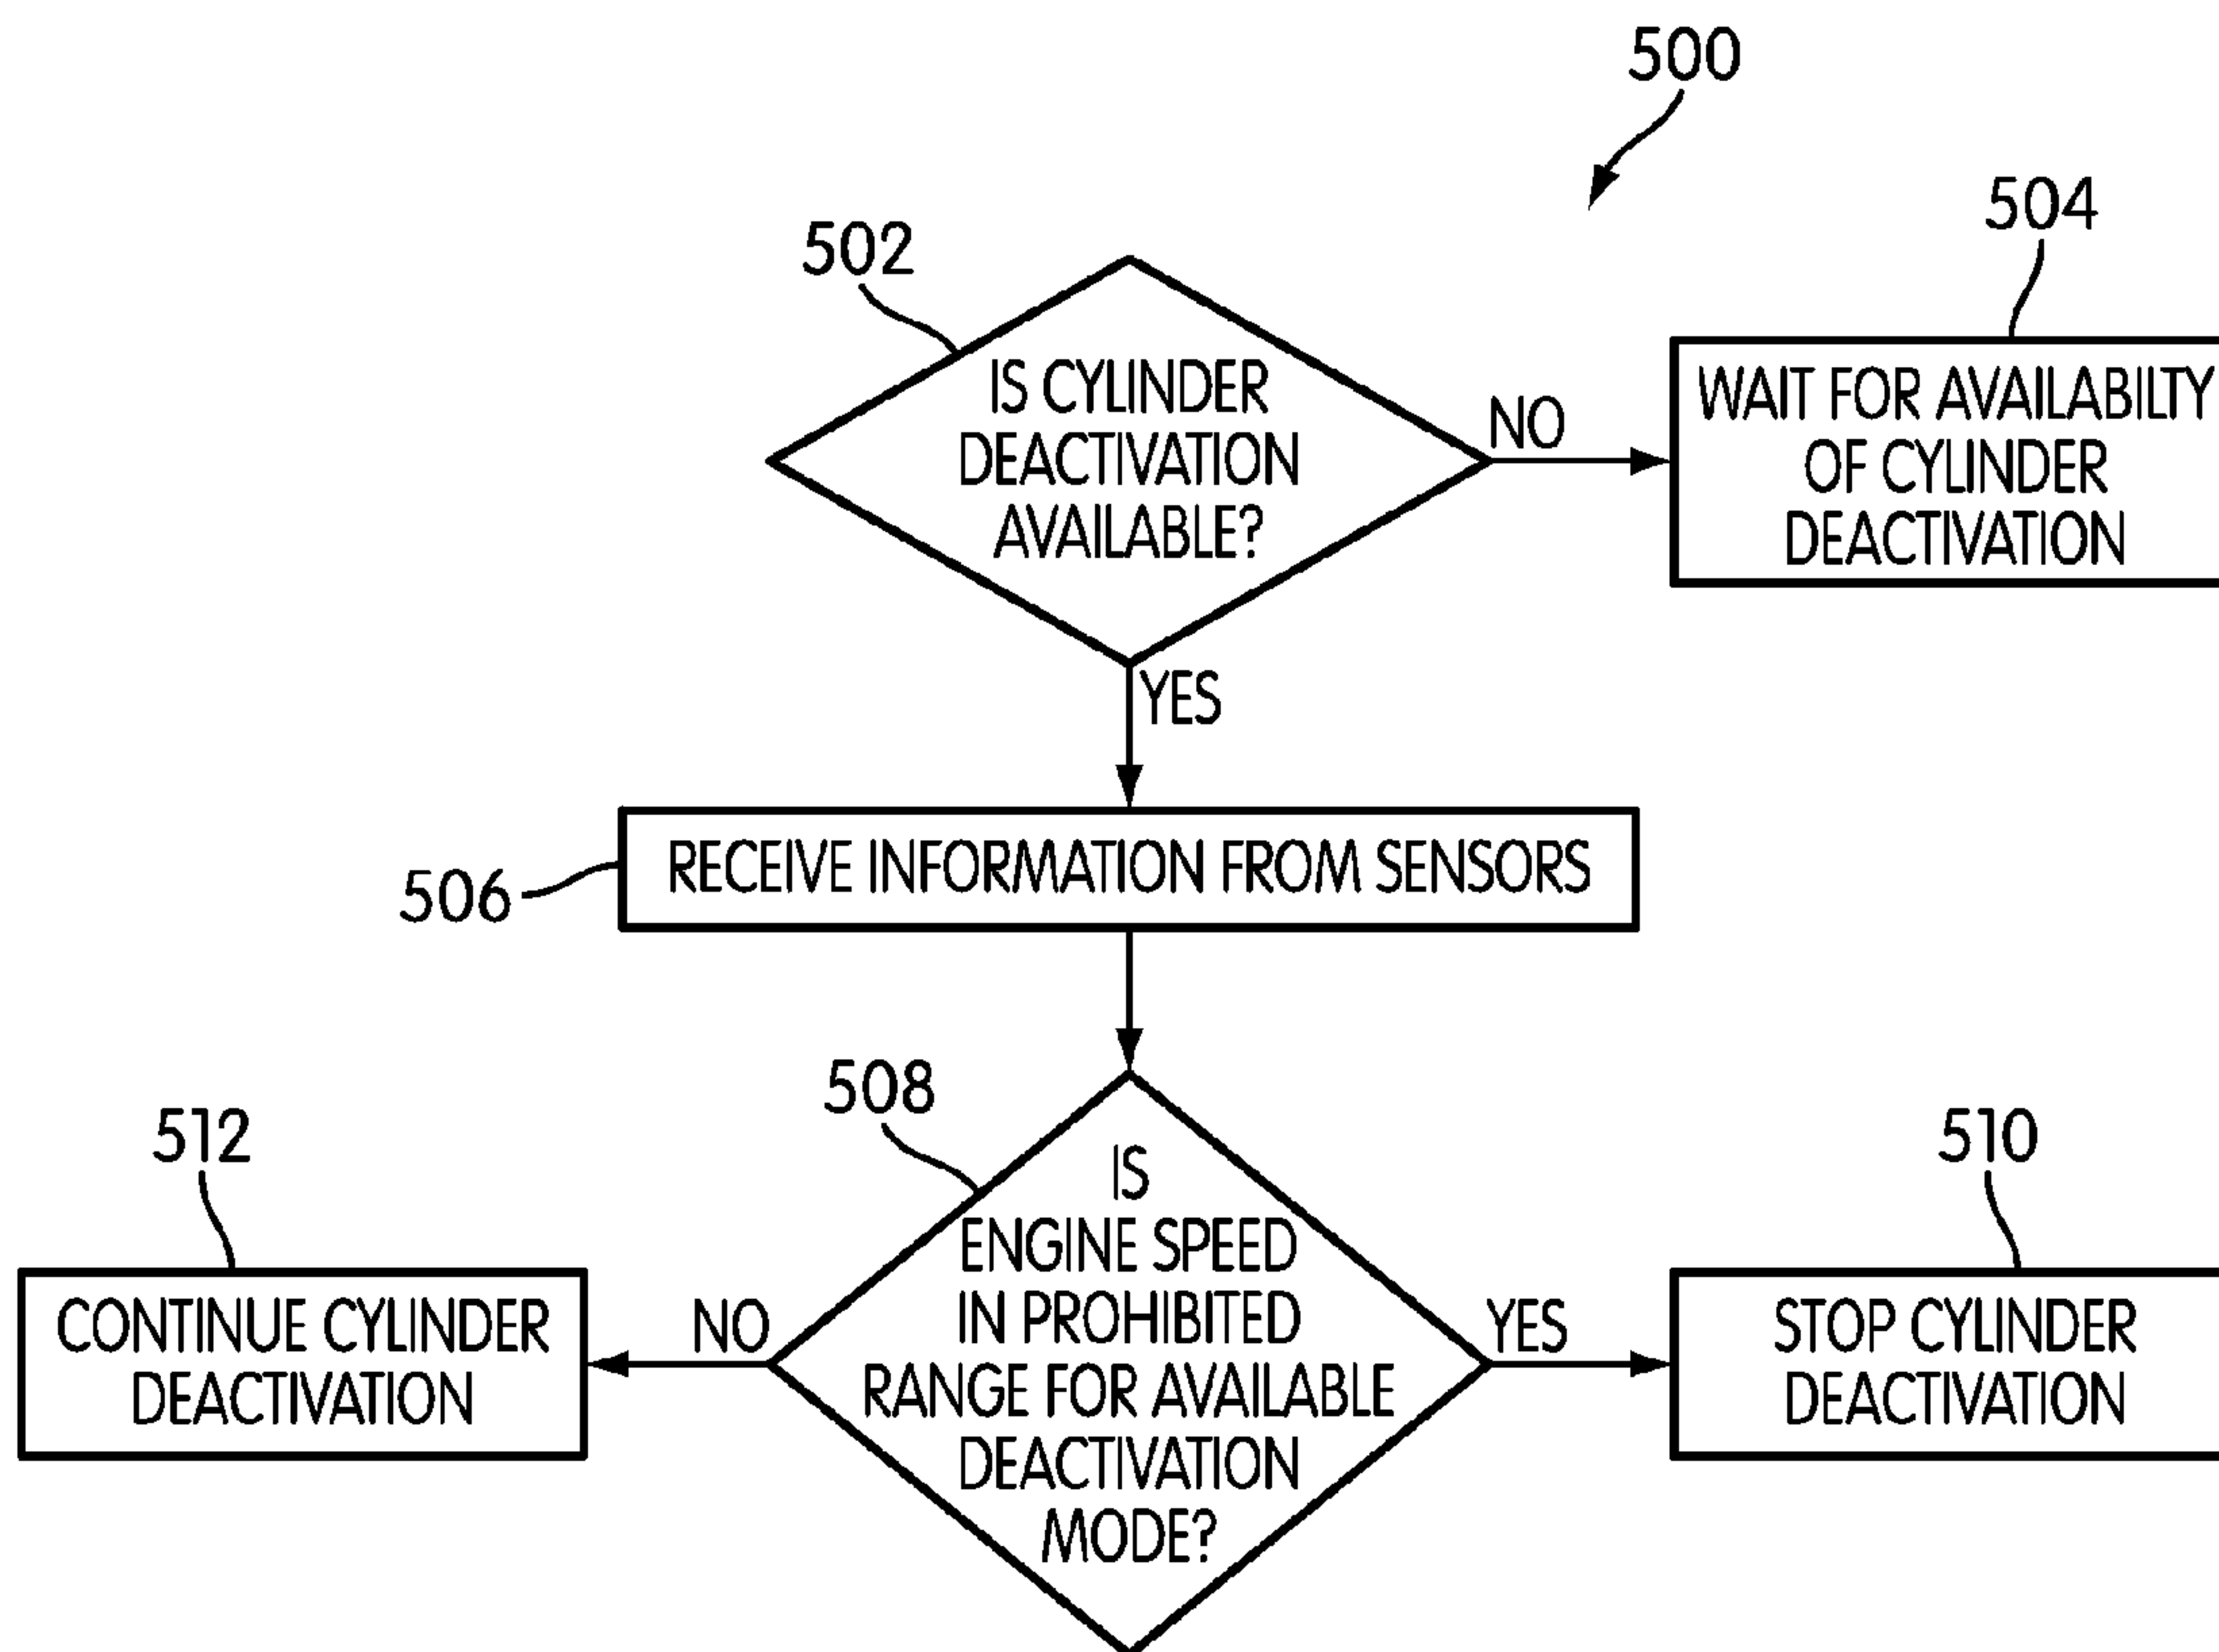 500
502
504
IS CYLINDER
DEACTIVATION
AVAILABLE?
NO
WAIT FOR AVAILABILTY
OF CYLINDER
DEACTIVATION
YES
506
RECEIVE INFORMATION FROM SENSORS
508
512
510
IS
ENGINE SPEED
IN PROHIBITED
RANGE FOR AVAILABLE
DEACTIVATION
MODE?
NO
YES
CONTINUE CYLINDER
DEACTIVATION
STOP CYLINDER
DEACTIVATION